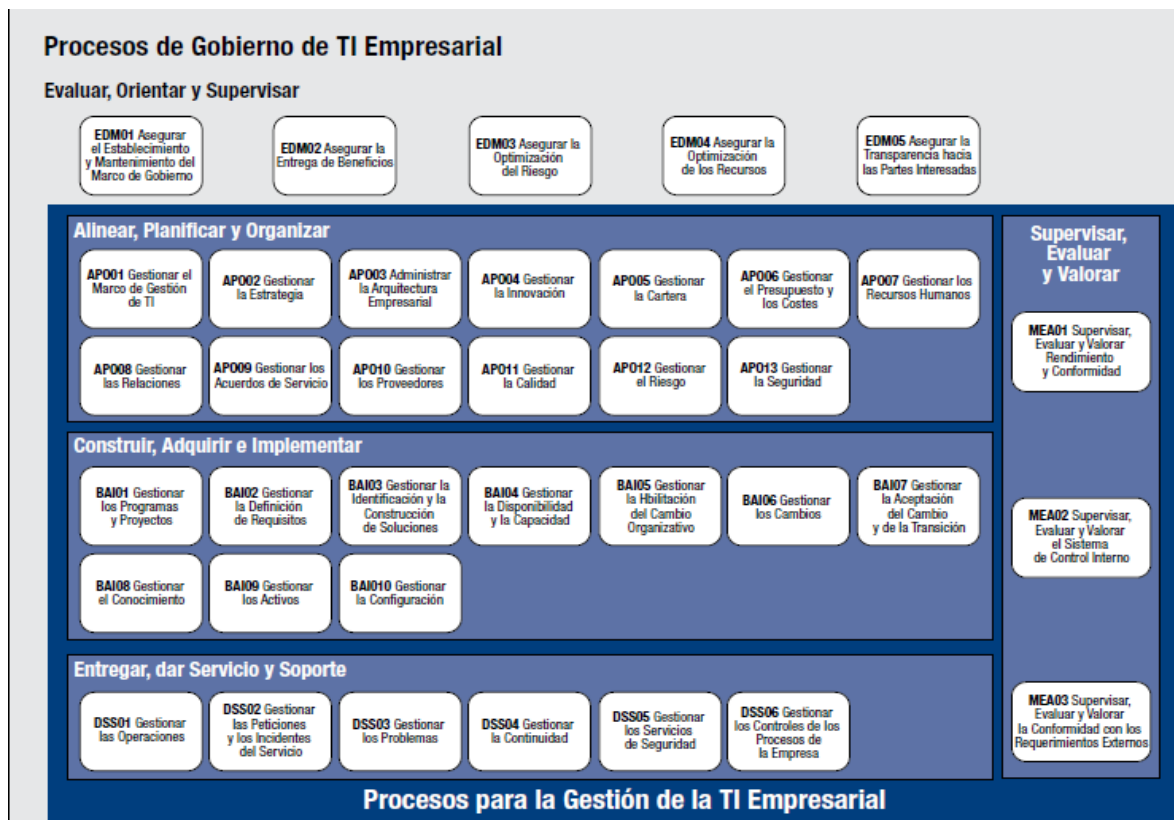 Procesos de Gobierno de TI Empresarial
Evaluar, Orientar y Supervisar
EDM01 Asegurar
el Establecimiento
y Mantenimiento del
Marco de Gobierno
EDM02 Asegurar la
Entrega de Beneficios
EDM03 Asegurar la
Optimización
del Riesgo
EDM04 Asegurar la
Optimización
de los Recursos
EDM05 Asegurar la
Transparencia hacia
las Partes Interesadas
Alinear, Planificar y Organizar
APO01 Gestionar el
Marco de Gestión
de TI
APO02 Gestionar
la Estrategia
APO03 Administrar
la Arquitectura
Empresarial
APO04 Gestionar
la Innovación
APO05 Gestionar
la Cartera
APO06 Gestionar
el Presupuesto y
los Costes
APO07 Gestionar los
Recursos Humanos
APO08 Gestionar
las Relaciones
APO09 Gestionar los
Acuerdos de Servicio
APO10 Gestionar
los Proveedores
APO11 Gestionar
la Calidad
APO12 Gestionar
el Riesgo
APO13 Gestionar
la Seguridad
Construir, Adquirir e Implementar
BAI01 Gestionar
los Programas
y Proyectos
BAI02 Gestionar
la Definición
de Requisitos
BAI03 Gestionar la
Identificación y la
Construcción
de Soluciones
BAI04 Gestionar
la Disponibilidad
y la Capacidad
BAI05 Gestionar
la Hbilitación
del Cambio
Organizativo
BAI06 Gestionar
los Cambios
BAI07 Gestionar
la Aceptación
del Cambio
y de la Transición
BAI08 Gestionar
el Conocimiento
BAI09 Gestionar
los Activos
BAI010 Gestionar
la Configuración
Entregar, dar Servicio y Soporte
DSS01 Gestionar
las Operaciones
DSS02 Gestionar
las Peticiones
y los Incidentes
del Servicio
DSS03 Gestionar
los Problemas
DSS04 Gestionar
la Continuidad
DSS05 Gestionar
los Servicios
de Seguridad
DSS06 Gestionar
los Controles de los
Procesos de
la Empresa
Supervisar,
Evaluar
y Valorar
MEA01 Supervisar,
Evaluar y Valorar
Rendimiento
y Conformidad
MEA02 Supervisar,
Evaluar y Valorar
el Sistema
de Control Interno
MEA03 Supervisar,
Evaluar y Valorar
la Conformidad con los
Requerimientos Externos
Procesos para la Gestión de la TI Empresarial